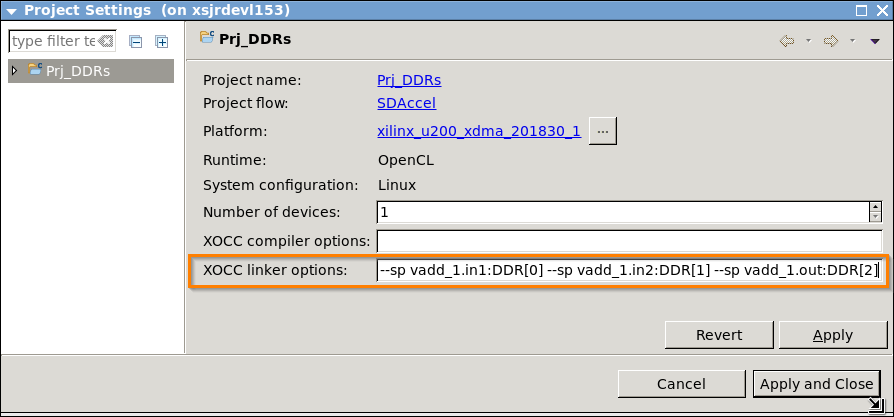 Project Settings (on xsjrdevl153)
type filter te
Prj_DDRs
Prj_DDRs
Project name: Prj_DDRs
Project flow: SDAccel
Platform: xilinx_u200_xdma_201830_1 ...
Runtime: OpenCL
System configuration: Linux
Number of devices: 1
XOCC compiler options:
XOCC linker options: --sp vadd_1.in1:DDR[0] --sp vadd_1.in2:DDR[1] --sp vadd_1.out:DDR[2]
Revert Apply
Cancel Apply and Close